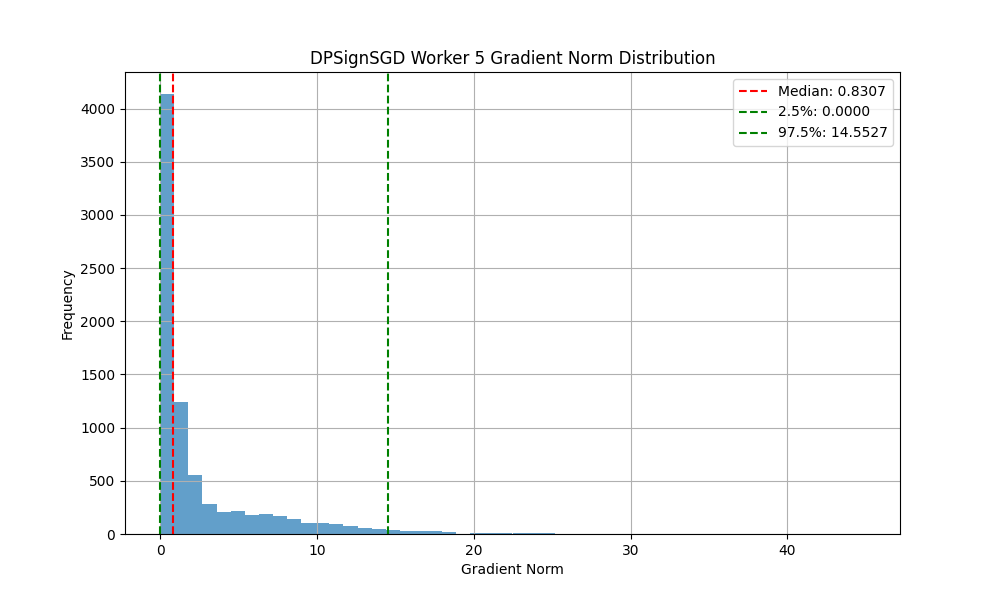 DPSignSGD Worker 5 Gradient Norm Distribution
Median: 0.8307
2.5%: 0.0000
97.5%: 14.5527
Frequency
4000
3500
3000
2500
2000
1500
1000
500
0
0 10 20 30 40
Gradient Norm